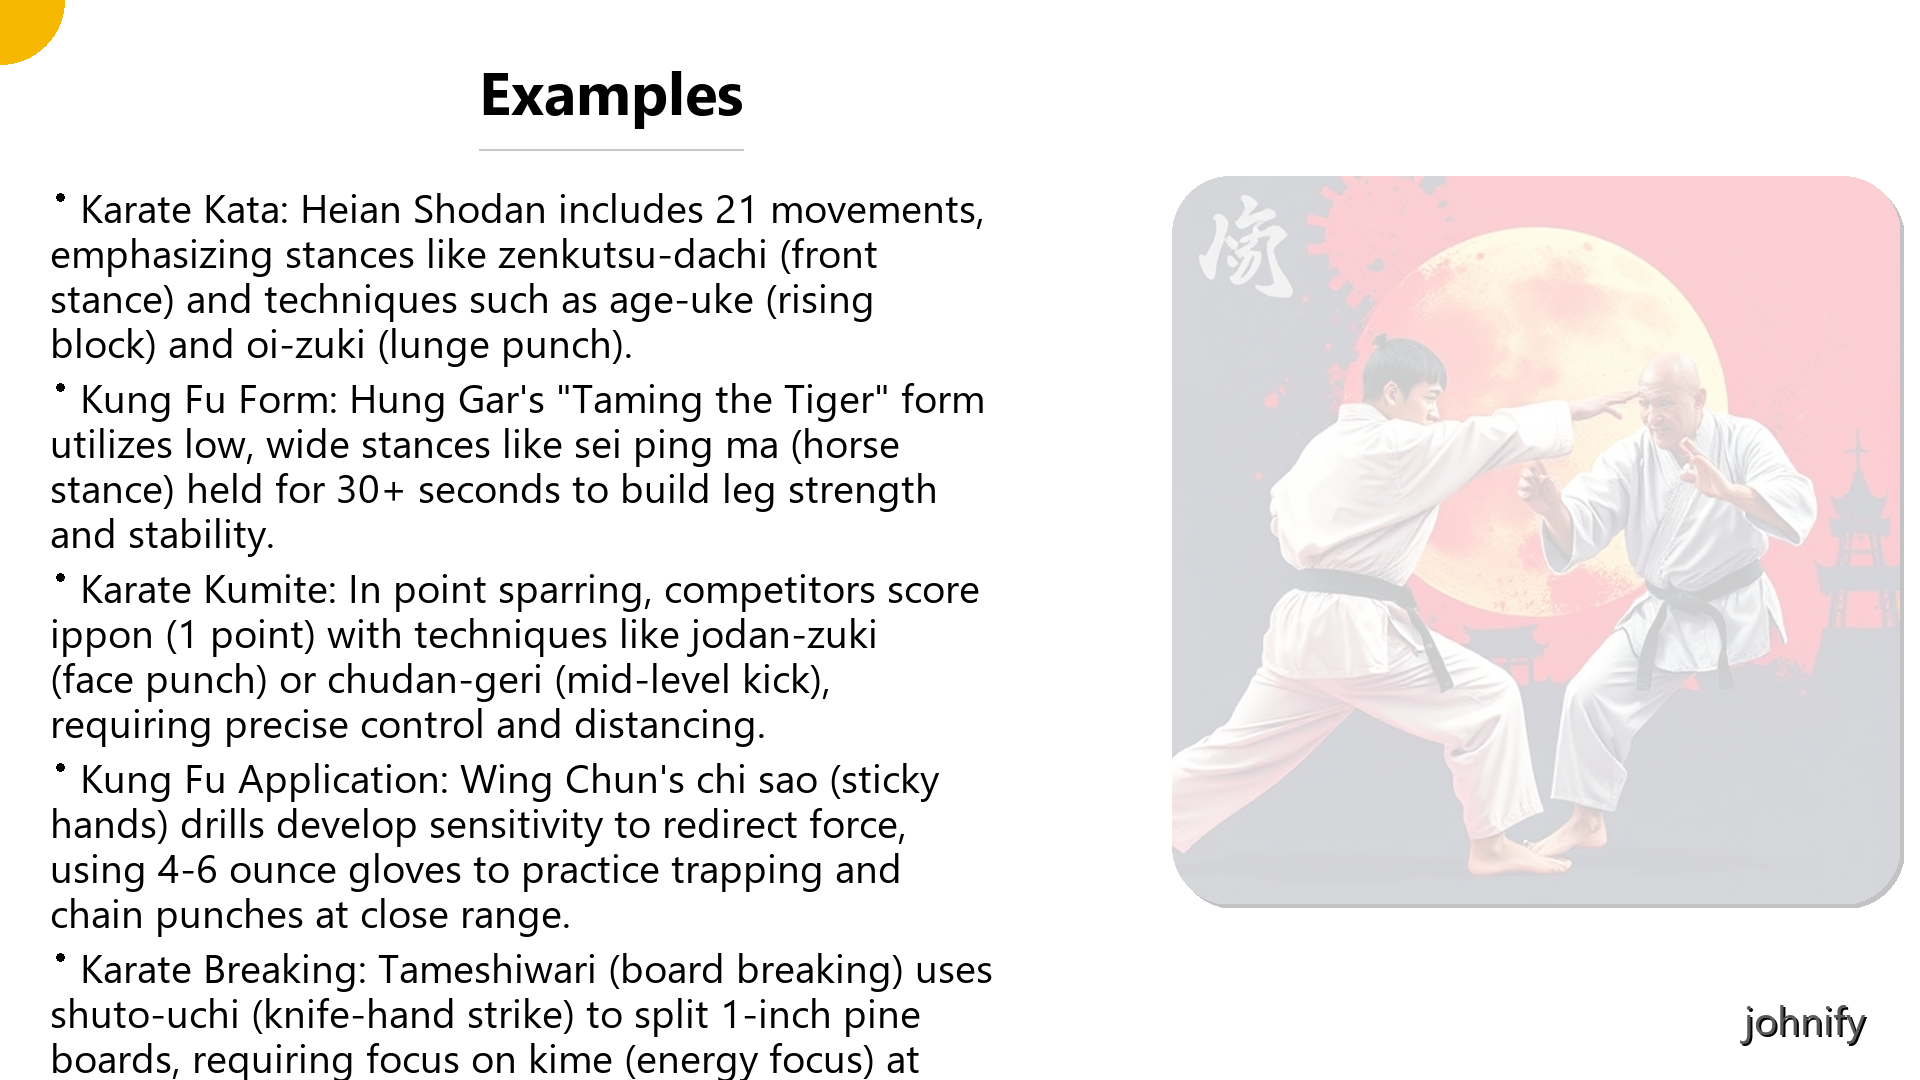 Examples
• Karate Kata: Heian Shodan includes 21 movements,
emphasizing stances like zenkutsu-dachi (front
stance) and techniques such as age-uke (rising
block) and oi-zuki (lunge punch).
• Kung Fu Form: Hung Gar's "Taming the Tiger" form
utilizes low, wide stances like sei ping ma (horse
stance) held for 30+ seconds to build leg strength
and stability.
• Karate Kumite: In point sparring, competitors score
ippon (1 point) with techniques like jodan-zuki
(face punch) or chudan-geri (mid-level kick),
requiring precise control and distancing.
• Kung Fu Application: Wing Chun's chi sao (sticky
hands) drills develop sensitivity to redirect force,
using 4-6 ounce gloves to practice trapping and
chain punches at close range.
• Karate Breaking: Tameshiwari (board breaking) uses
shuto-uchi (knife-hand strike) to split 1-inch pine
boards, requiring focus on kime (energy focus) at
johnify